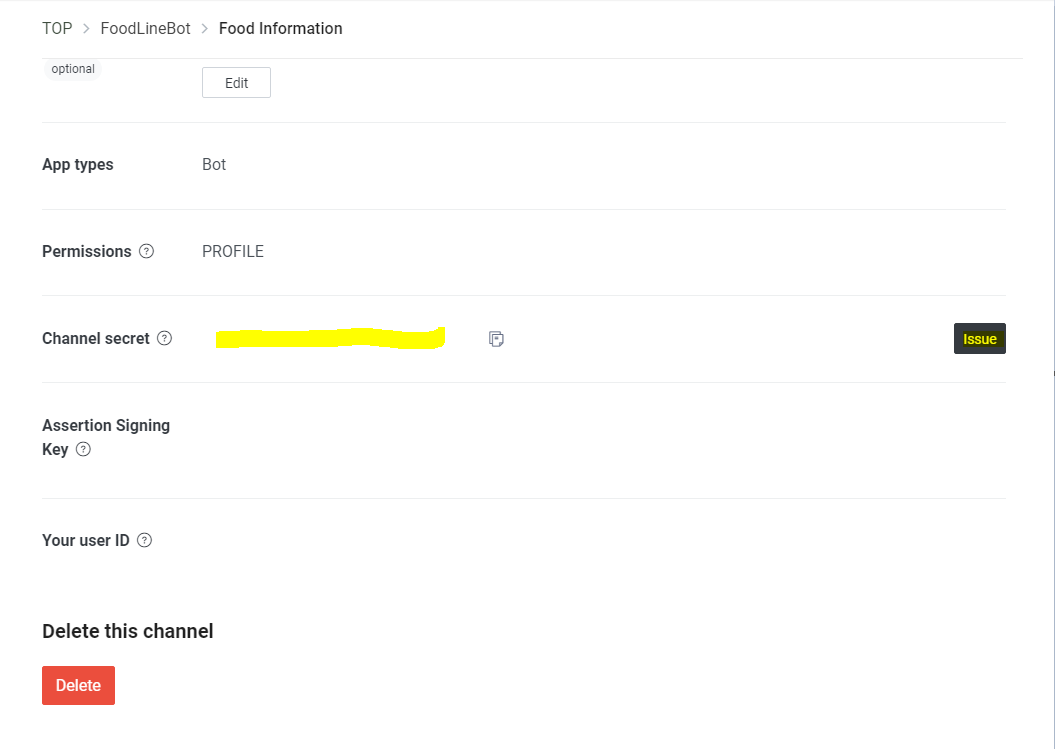 TOP > FoodLineBot > Food Information
optional
Edit
App types Bot
Permissions ? PROFILE
Channel secret ? Issue
Assertion Signing
Key ?
Your user ID ?
Delete this channel
Delete